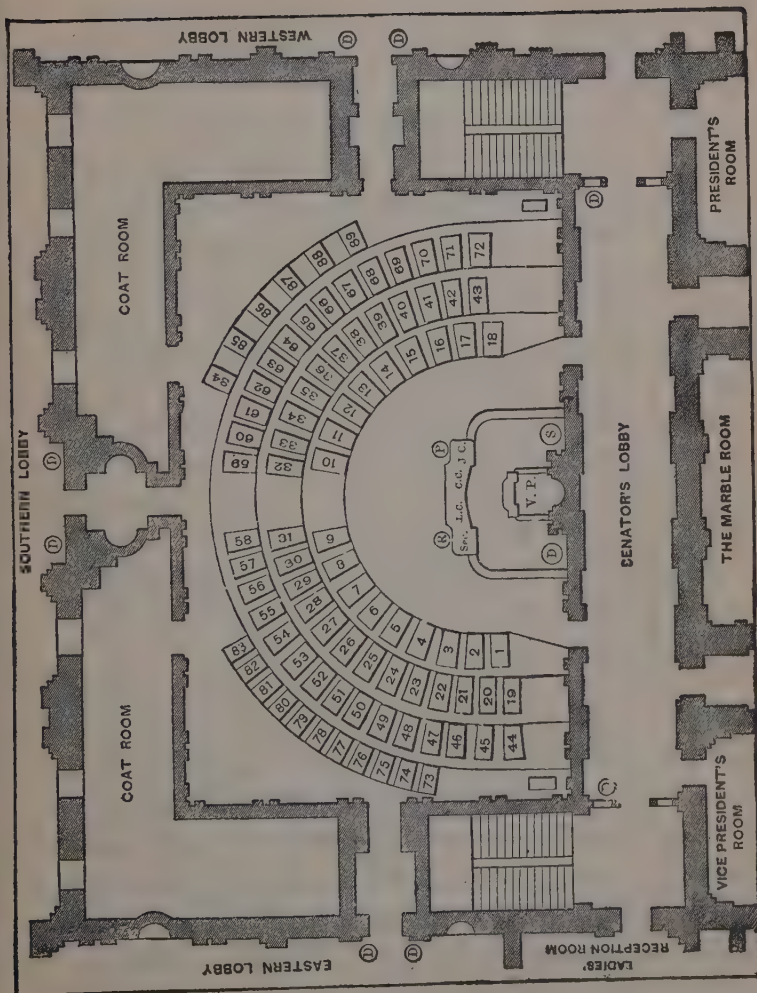 SOUTHERN LOBBY
D D
COAT ROOM
COAT ROOM
EASTERN LOBBY
WESTERN LOBBY
D D
D D
73 74 75 76 77 78 79 80 81 82 83
34 85 86 87 88 89
44 45 46 47 48 49 50 51 52 53 54 55 56 57 58
59 60 61 62 63 64 65 66 67 68 69 70 71 72
19 20 21 22 23 24 25 26 27 28 29 30 31
32 33 34 35 36 37 38 39 40 41 42 43
1 2 3 4 5 6 7 8 9
10 11 12 13 14 15 16 17 18
R P
Sec. L.C. C.C. J C.
D V. P. S
C D
CENATOR'S LOBBY
LADIES'
RECEPTION ROOM
VICE PRESIDENT'S
ROOM
THE MARBLE ROOM
PRESIDENT'S
ROOM